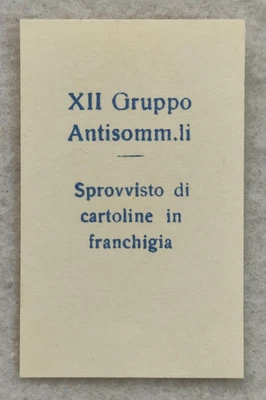 XII Gruppo
Antisomm.li
Sprovvisto di
cartoline in
franchigia